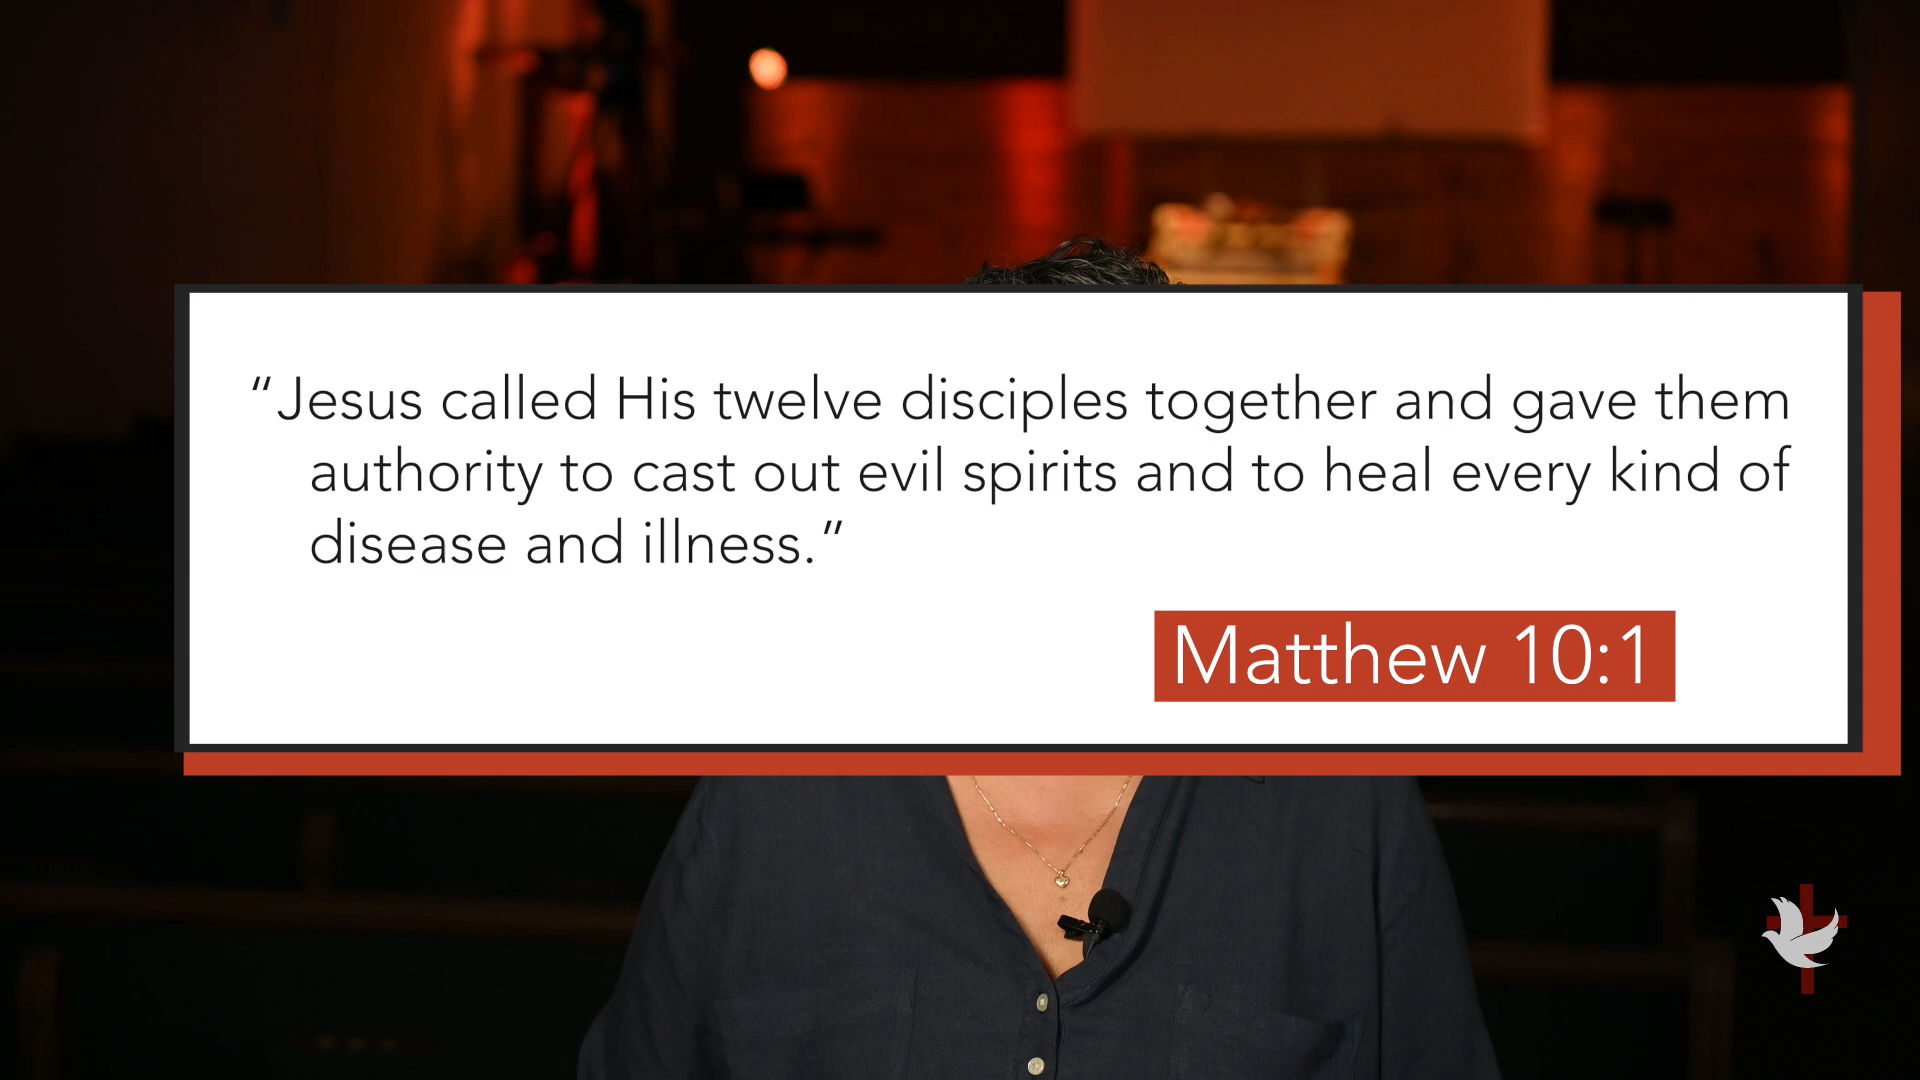 “Jesus called His twelve disciples together and gave them
authority to cast out evil spirits and to heal every kind of
disease and illness.”
Matthew 10:1